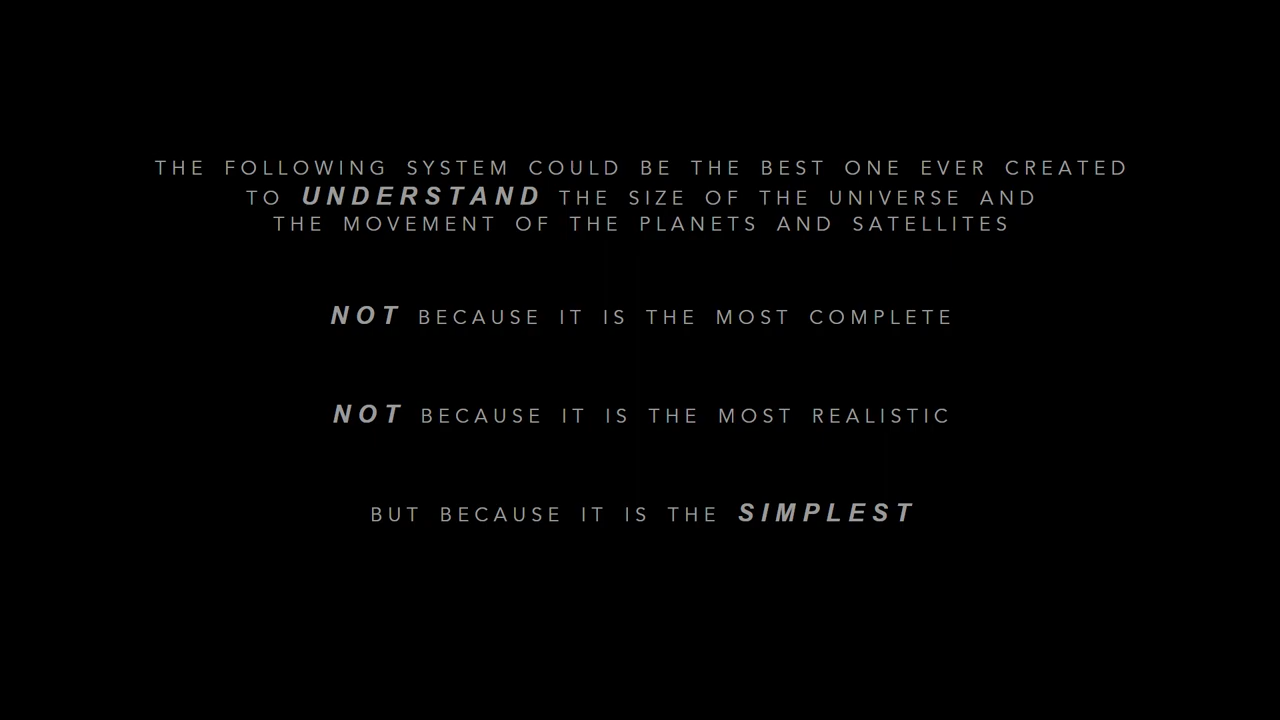 THE FOLLOWING SYSTEM COULD BE THE BEST ONE EVER CREATED
TO UNDERSTAND THE SIZE OF THE UNIVERSE AND
THE MOVEMENT OF THE PLANETS AND SATELLITES
NOT BECAUSE IT IS THE MOST COMPLETE
NOT BECAUSE IT IS THE MOST REALISTIC
BUT BECAUSE IT IS THE SIMPLEST